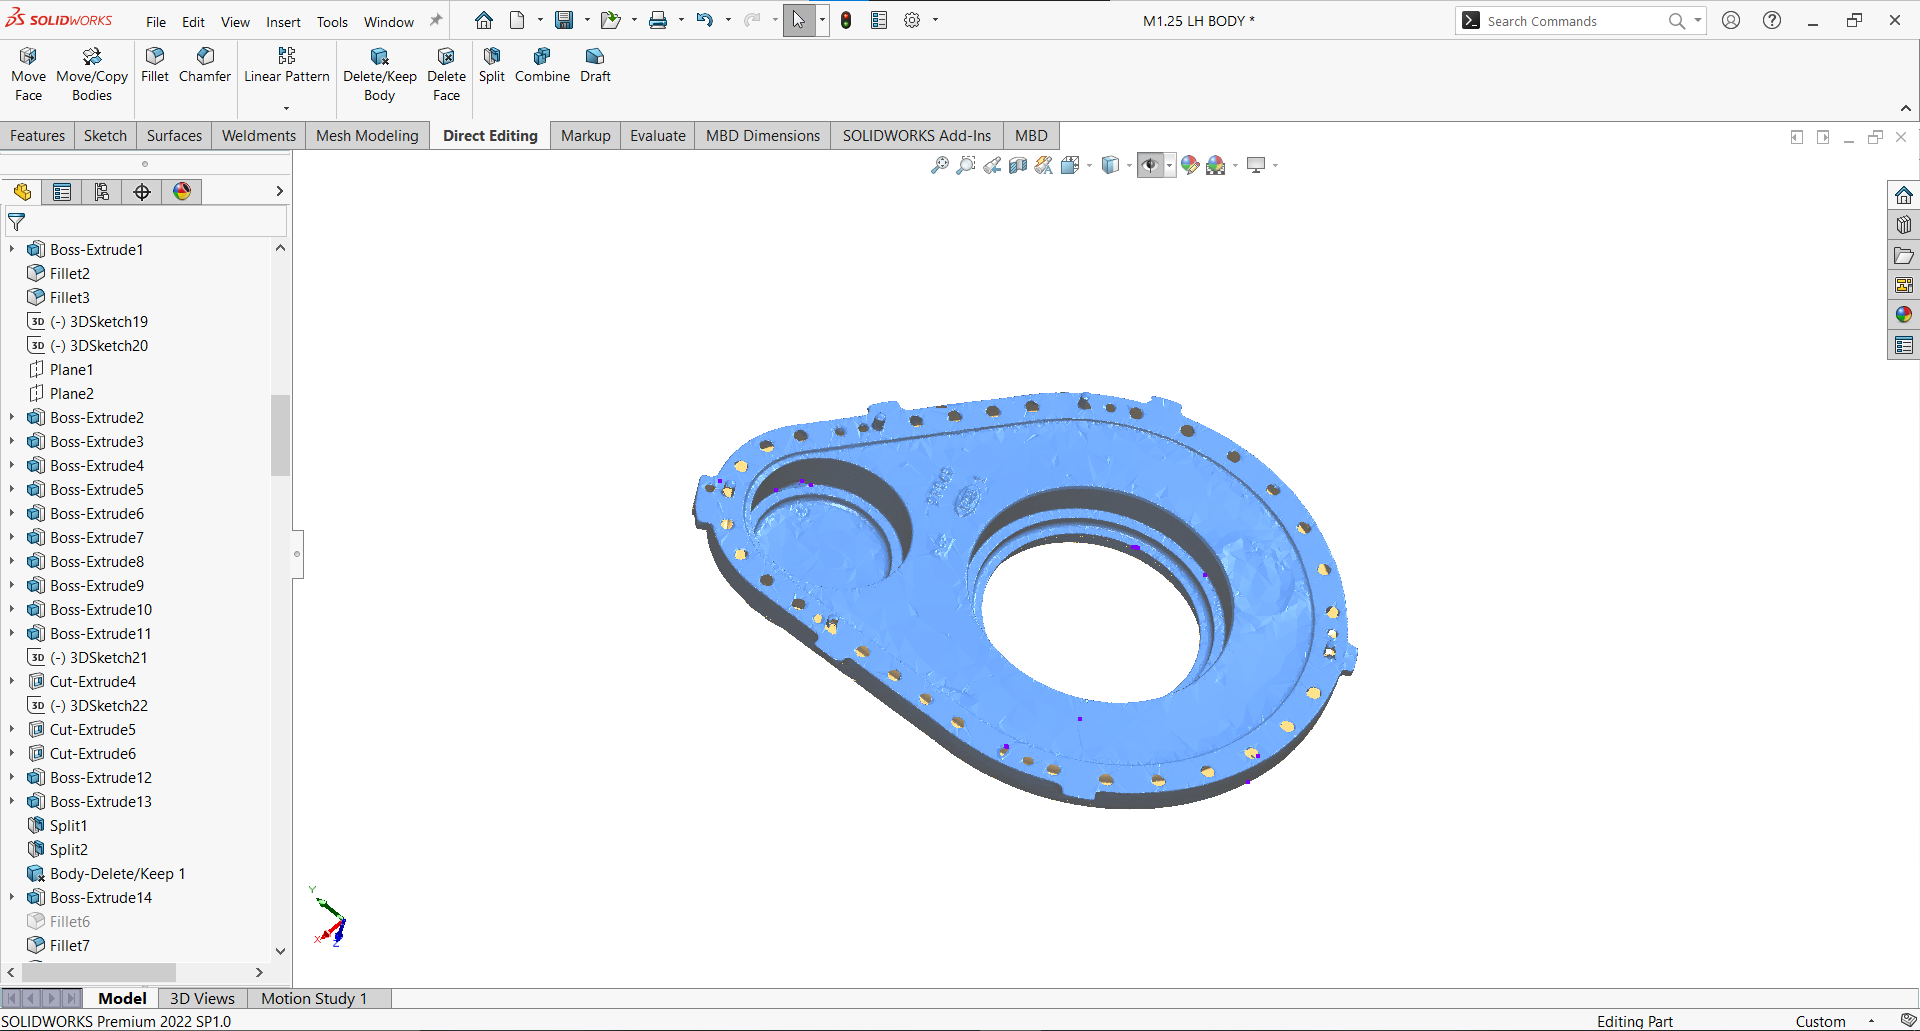 SOLIDWORKS File Edit View Insert Tools Window M1.25 LH BODY * Search Commands
Move Face Move/Copy Bodies Fillet Chamfer Linear Pattern Delete/Keep Body Delete Face Split Combine Draft
Features Sketch Surfaces Weldments Mesh Modeling Direct Editing Markup Evaluate MBD Dimensions SOLIDWORKS Add-Ins MBD
Boss-Extrude1
Fillet2
Fillet3
3D (-) 3DSketch19
3D (-) 3DSketch20
Plane1
Plane2
Boss-Extrude2
Boss-Extrude3
Boss-Extrude4
Boss-Extrude5
Boss-Extrude6
Boss-Extrude7
Boss-Extrude8
Boss-Extrude9
Boss-Extrude10
Boss-Extrude11
3D (-) 3DSketch21
Cut-Extrude4
3D (-) 3DSketch22
Cut-Extrude5
Cut-Extrude6
Boss-Extrude12
Boss-Extrude13
Split1
Split2
Body-Delete/Keep 1
Boss-Extrude14
Fillet6
Fillet7
Y
X
Z
Model 3D Views Motion Study 1
SOLIDWORKS Premium 2022 SP1.0 Editing Part Custom